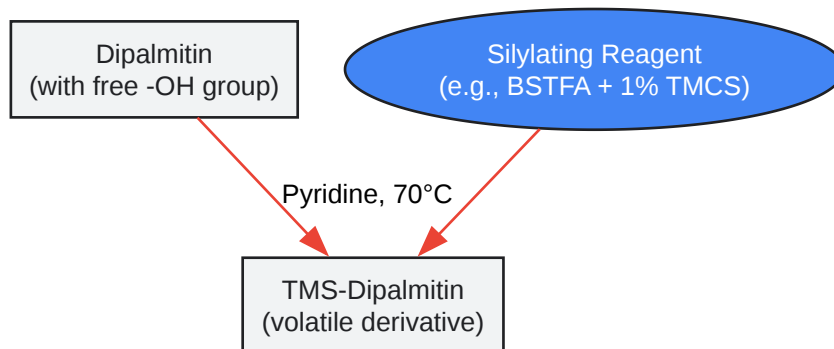 Dipalmitin
(with free -OH group)
Silylating Reagent
(e.g., BSTFA + 1% TMCS)
Pyridine, 70°C
TMS-Dipalmitin
(volatile derivative)